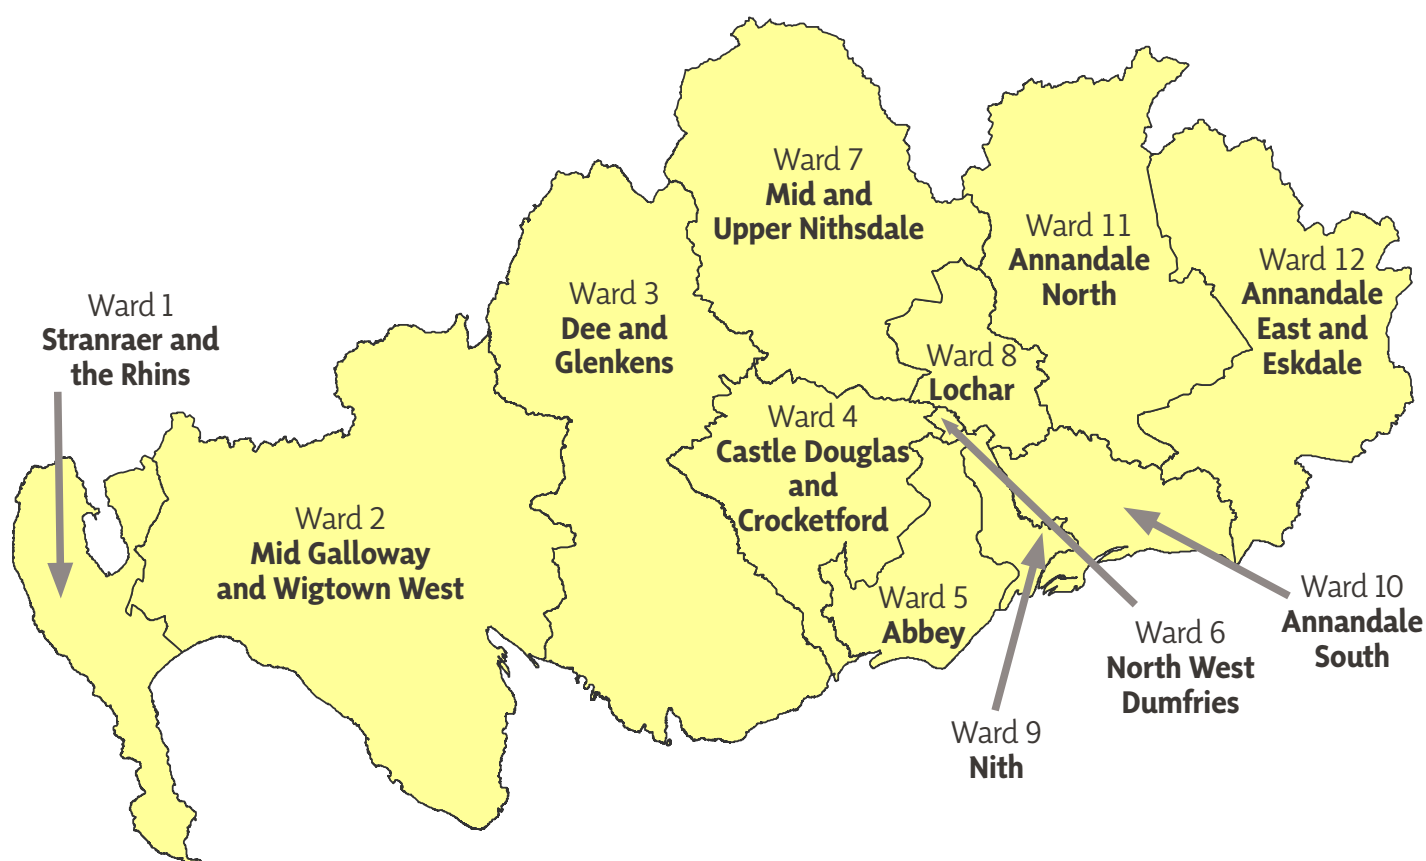 Ward 1
Stranraer and
the Rhins
Ward 2
Mid Galloway
and Wigtown West
Ward 3
Dee and
Glenkens
Ward 4
Castle Douglas
and
Crocketford
Ward 5
Abbey
Ward 6
North West
Dumfries
Ward 7
Mid and
Upper Nithsdale
Ward 8
Lochar
Ward 9
Nith
Ward 10
Annandale
South
Ward 11
Annandale
North
Ward 12
Annandale
East and
Eskdale